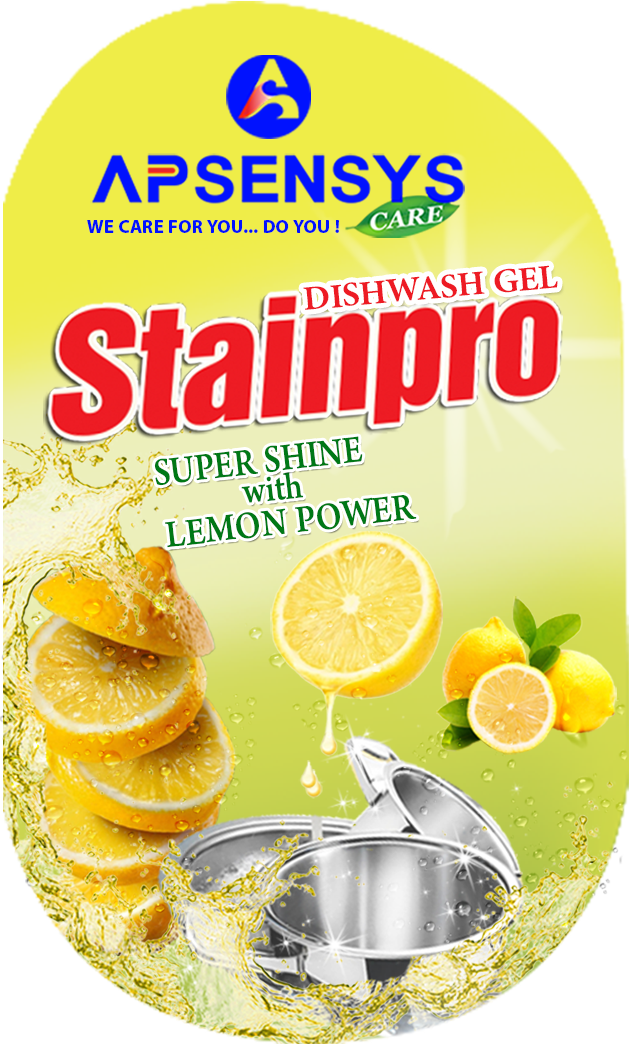 APSENSYS
WE CARE FOR YOU... DO YOU !
CARE
DISHWASH GEL
Stainpro
SUPER SHINE
with
LEMON POWER